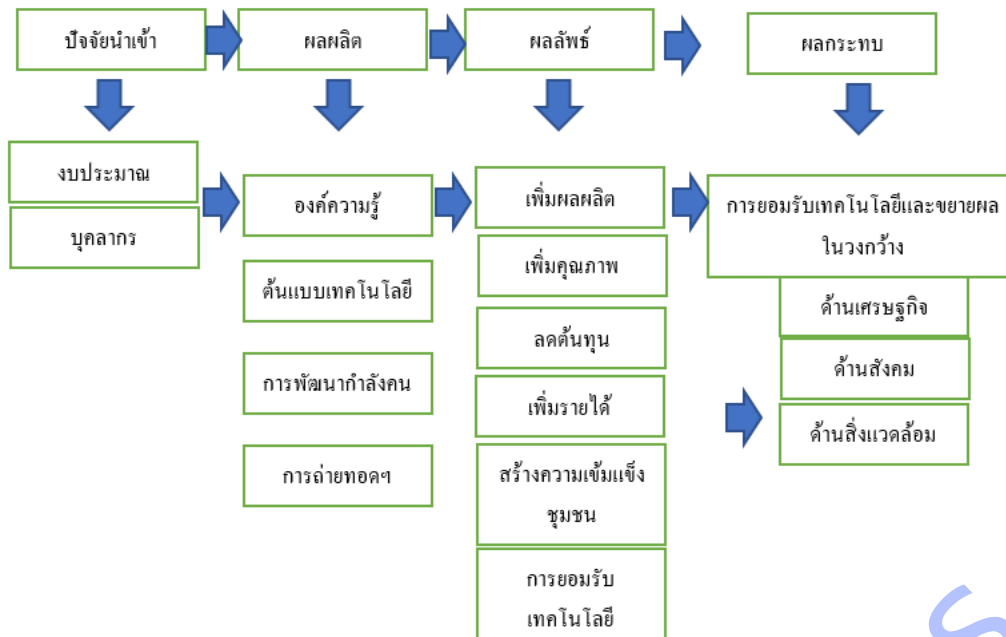 ปัจจัยนำเข้า
ผลผลิต
ผลลัพธ์
ผลกระทบ
งบประมาณ
บุคลากร
องค์ความรู้
ต้นแบบเทคโนโลยี
การพัฒนากำลังคน
การถ่ายทอดฯ
เพิ่มผลผลิต
เพิ่มคุณภาพ
ลดต้นทุน
เพิ่มรายได้
สร้างความเข้มแข็ง
ชุมชน
การยอมรับ
เทคโนโลยี
การยอมรับเทคโนโลยีและขยายผล
ในวงกว้าง
ด้านเศรษฐกิจ
ด้านสังคม
ด้านสิ่งแวดล้อม